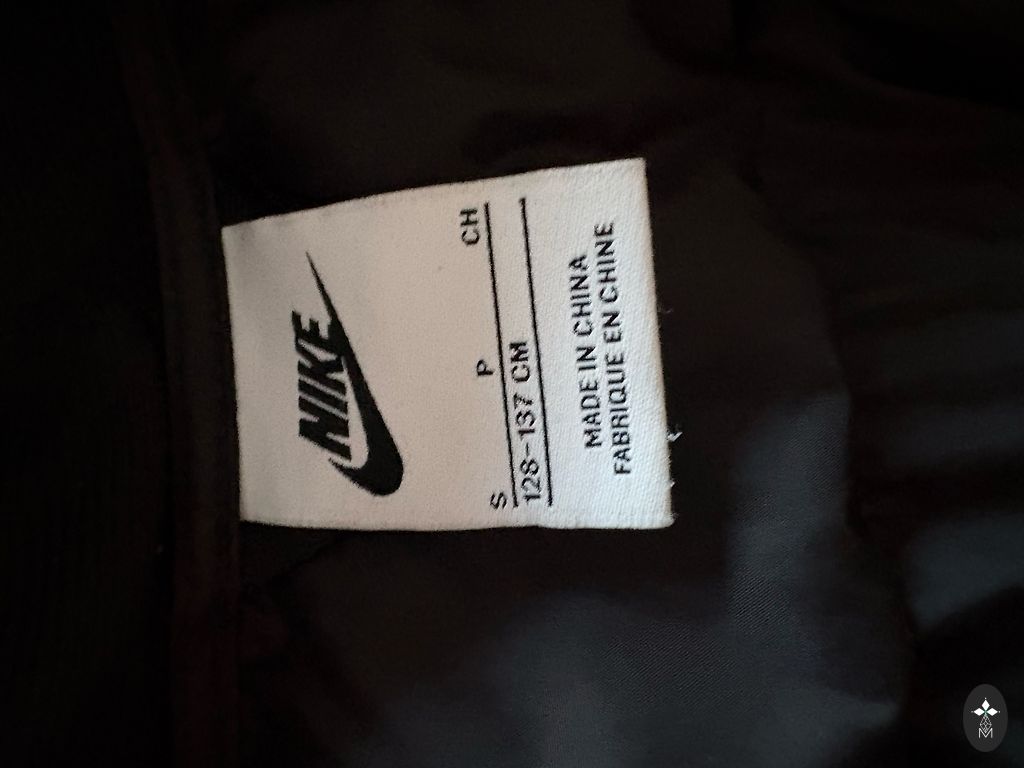 NIKE
S P CH
128-137 CM
MADE IN CHINA
FABRIQUE EN CHINE
M